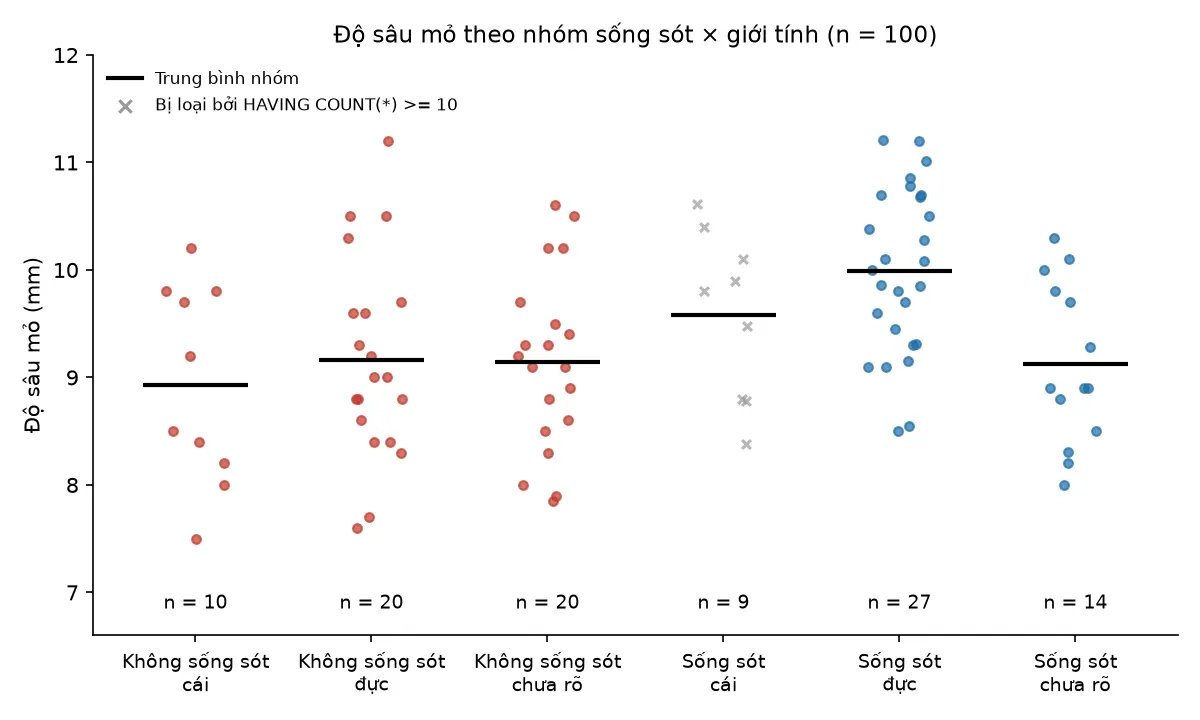 Độ sâu mỏ theo nhóm sống sót × giới tính (n = 100)
Trung bình nhóm
Bị loại bởi HAVING COUNT(*) >= 10
Độ sâu mỏ (mm)
12
11
10
9
8
7
n = 10
n = 20
n = 20
n = 9
n = 27
n = 14
Không sống sót
cái
Không sống sót
đực
Không sống sót
chưa rõ
Sống sót
cái
Sống sót
đực
Sống sót
chưa rõ